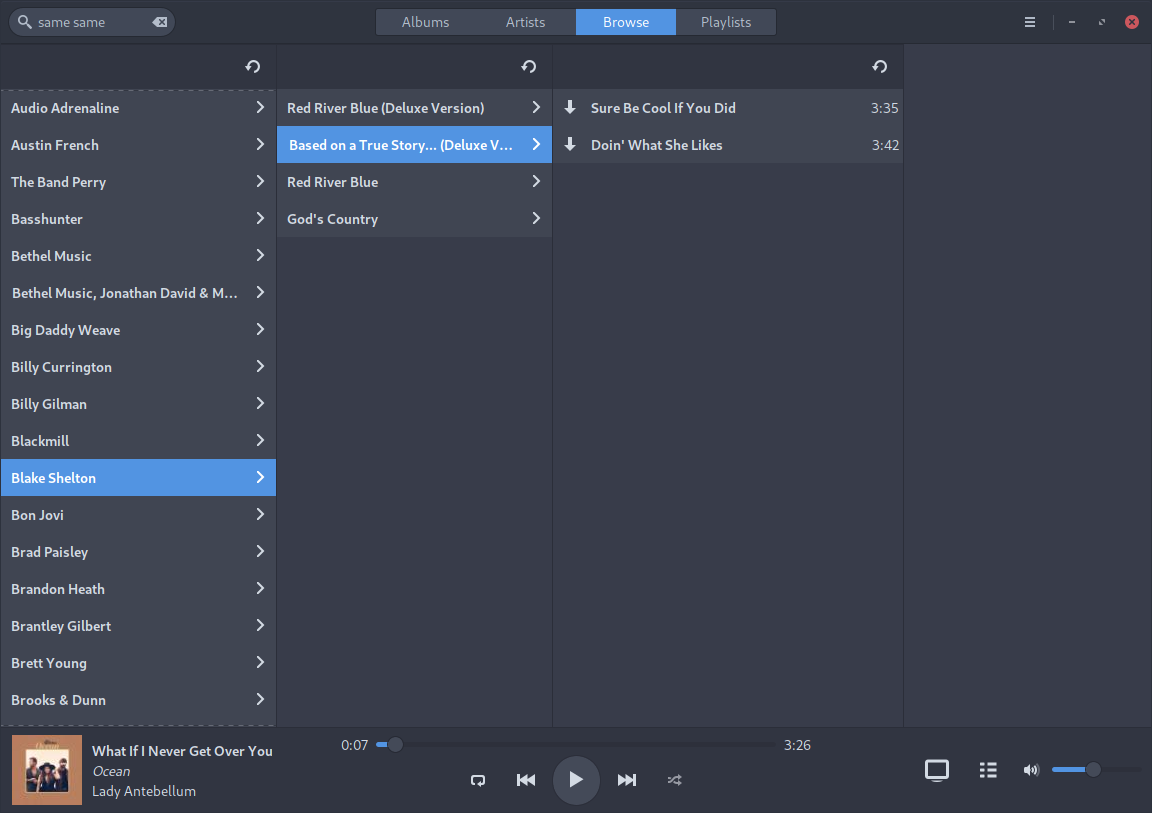 same same
Albums
Artists
Browse
Playlists
Audio Adrenaline
Austin French
The Band Perry
Basshunter
Bethel Music
Bethel Music, Jonathan David & M...
Big Daddy Weave
Billy Currington
Billy Gilman
Blackmill
Blake Shelton
Bon Jovi
Brad Paisley
Brandon Heath
Brantley Gilbert
Brett Young
Brooks & Dunn
Red River Blue (Deluxe Version)
Based on a True Story... (Deluxe V...
Red River Blue
God's Country
Sure Be Cool If You Did 3:35
Doin' What She Likes 3:42
What If I Never Get Over You
Ocean
Lady Antebellum
0:07
3:26